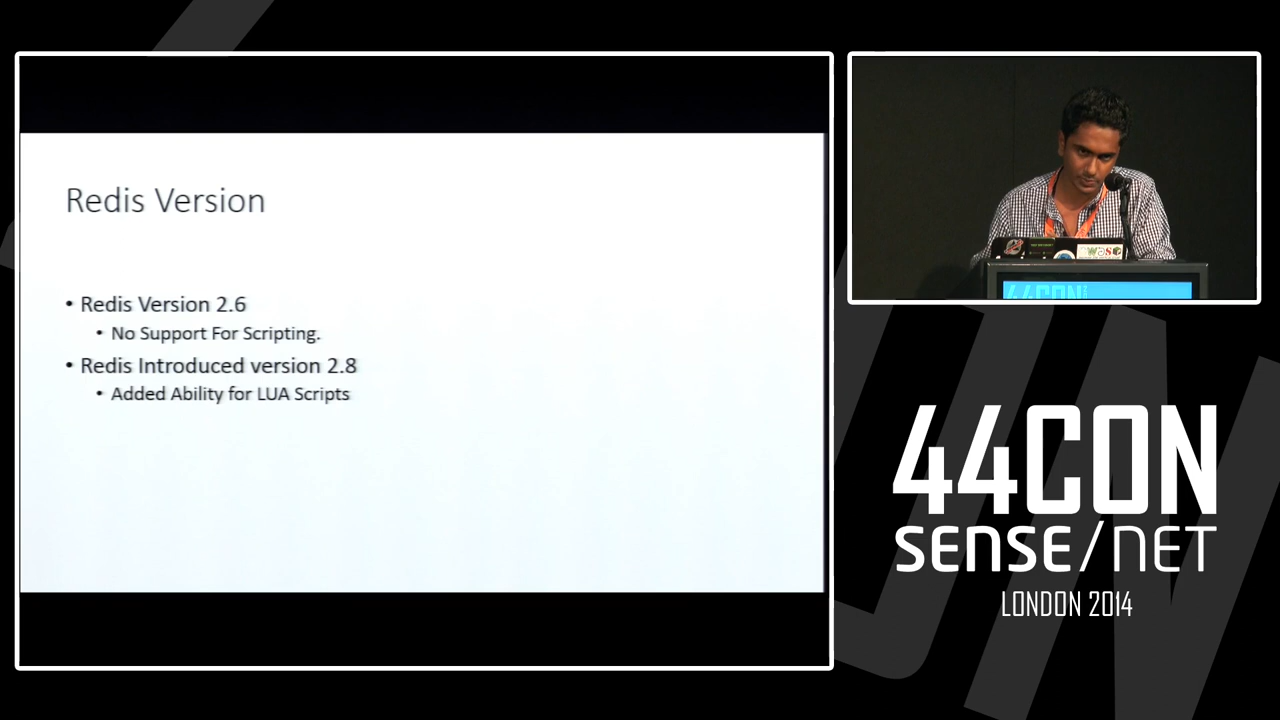 Redis Version
• Redis Version 2.6
• No Support For Scripting.
• Redis Introduced version 2.8
• Added Ability for LUA Scripts
44CON
44CON
SENSE/NET
LONDON 2014